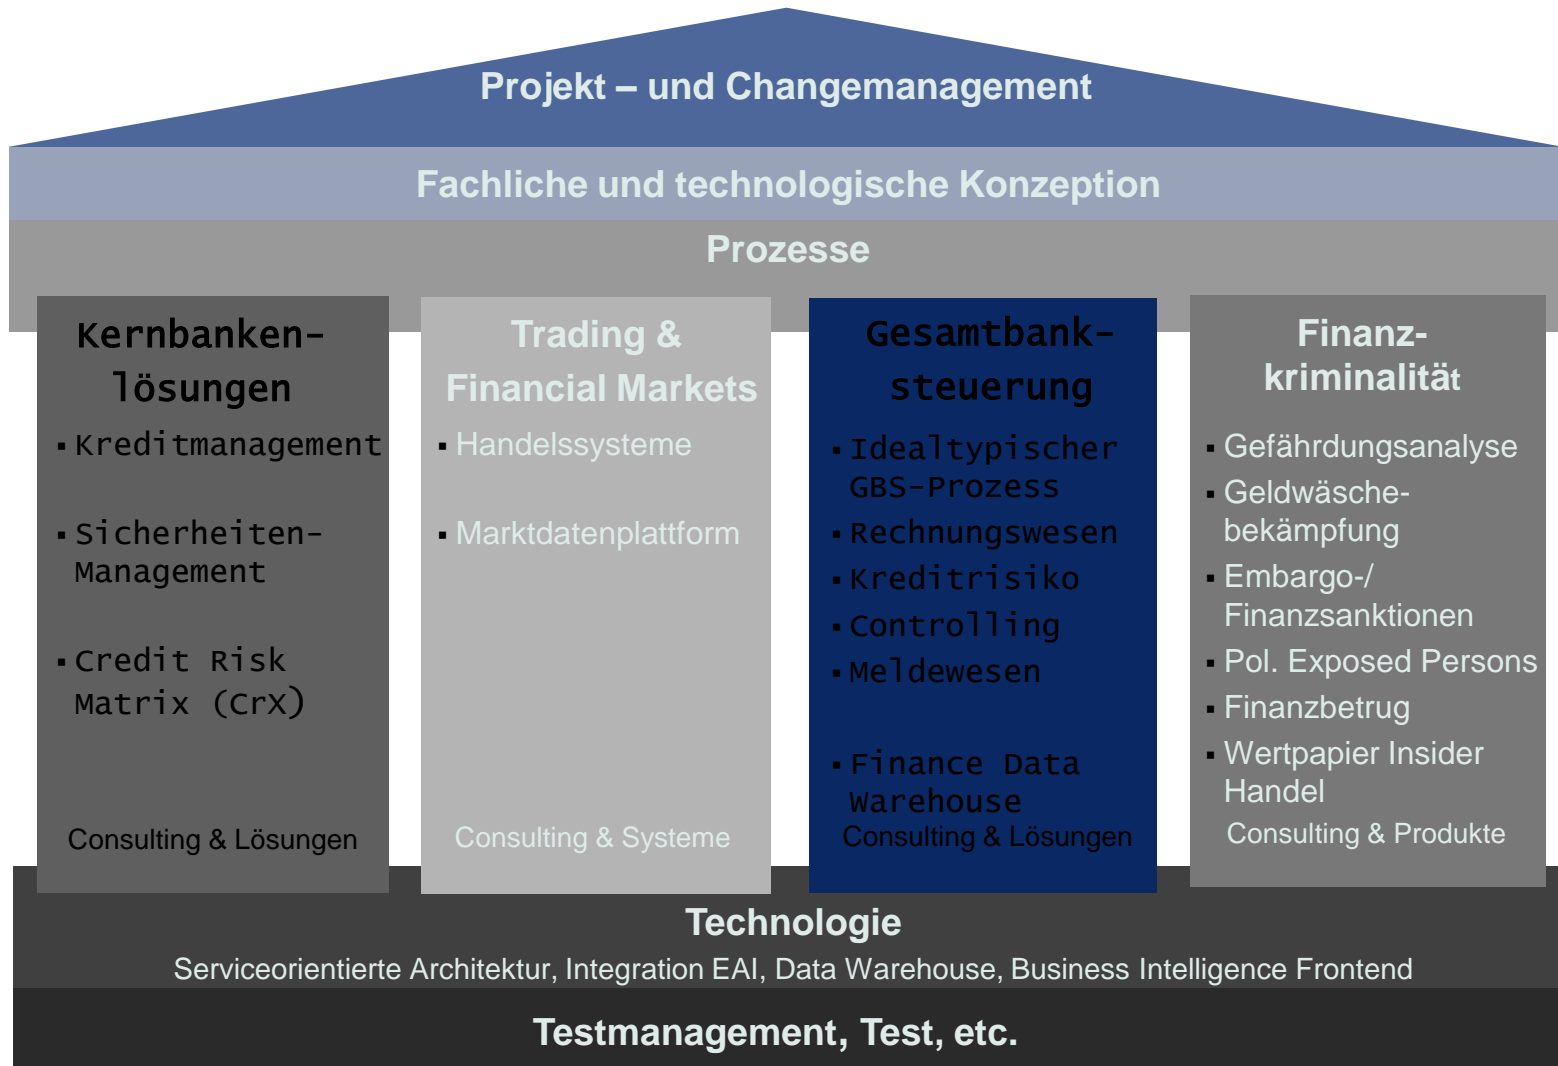 Projekt – und Changemanagement
Fachliche und technologische Konzeption
Prozesse
Kernbanken-
lösungen
▪ Kreditmanagement
▪ Sicherheiten-
Management
▪ Credit Risk
Matrix (CrX)
Consulting & Lösungen
Trading &
Financial Markets
▪ Handelssysteme
▪ Marktdatenplattform
Consulting & Systeme
Gesamtbank-
steuerung
▪ Idealtypischer
GBS-Prozess
▪ Rechnungswesen
▪ Kreditrisiko
▪ Controlling
▪ Meldewesen
▪ Finance Data
Warehouse
Consulting & Lösungen
Finanz-
kriminalität
▪ Gefährdungsanalyse
▪ Geldwäsche-
bekämpfung
▪ Embargo-/
Finanzsanktionen
▪ Pol. Exposed Persons
▪ Finanzbetrug
▪ Wertpapier Insider
Handel
Consulting & Produkte
Technologie
Serviceorientierte Architektur, Integration EAI, Data Warehouse, Business Intelligence Frontend
Testmanagement, Test, etc.